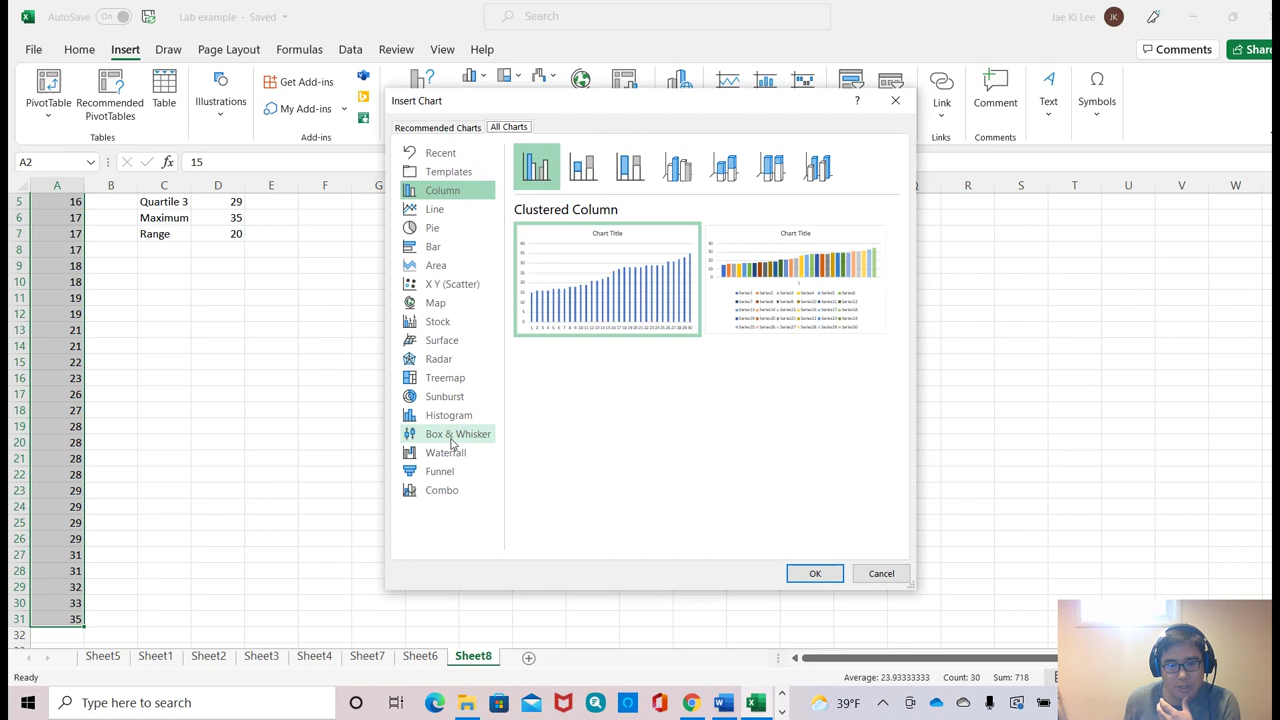 AutoSave On Lab example - Saved Search Jae Ki Lee JK
File Home Insert Draw Page Layout Formulas Data Review View Help Comments Share
PivotTable Recommended PivotTables Table Illustrations Get Add-ins My Add-ins Link Comment Text Symbols
Tables Add-ins Links Comments
A2 fx 15
A B C D E F G Q R S T U V W
5 16 Quartile 3 29
6 17 Maximum 35
7 17 Range 20
8 17
9 18
10 18
11 19
12 19
13 21
14 21
15 22
16 23
17 26
18 27
19 28
20 28
21 28
22 28
23 29
24 29
25 29
26 29
27 31
28 31
29 32
30 33
31 35
32
Insert Chart ?
Recommended Charts All Charts
Recent
Templates
Column
Line
Pie
Bar
Area
X Y (Scatter)
Map
Stock
Surface
Radar
Treemap
Sunburst
Histogram
Box & Whisker
Waterfall
Funnel
Combo
Clustered Column
Chart Title
Chart Title
OK Cancel
Sheet5 Sheet1 Sheet2 Sheet3 Sheet4 Sheet7 Sheet6 Sheet8
Ready Average: 23.93333333 Count: 30 Sum: 718
Type here to search 39°F